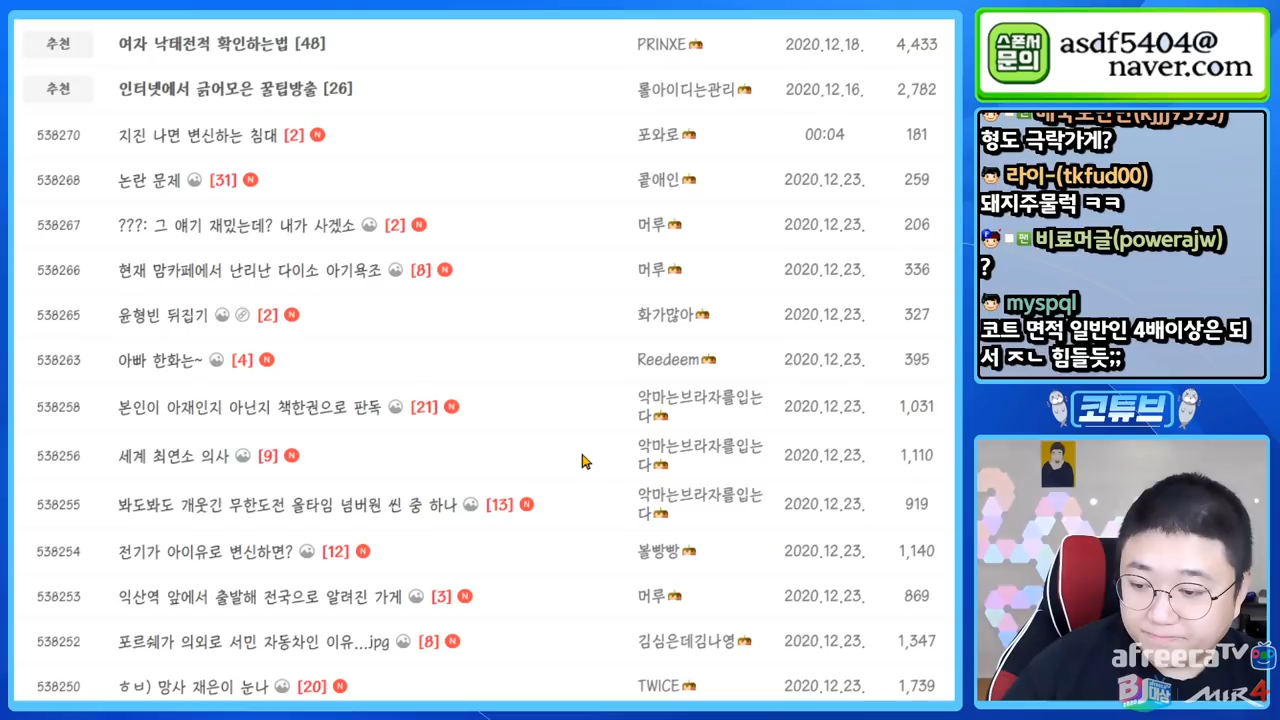 추천 여자 낙태전적 확인하는법 [48] PRINXE 2020.12.18. 4,433
추천 인터넷에서 긁어모은 꿀팁방출 [26] 롤아이디는관리 2020.12.16. 2,782
538270 지진 나면 변신하는 침대 [2] N 포와로 00:04 181
538268 논란 문제 [31] N 콭애인 2020.12.23. 259
538267 ???: 그 얘기 재밌는데? 내가 사겠소 [2] N 머루 2020.12.23. 206
538266 현재 맘카페에서 난리난 다이소 아기욕조 [8] N 머루 2020.12.23. 336
538265 윤형빈 뒤집기 [2] N 화가많아 2020.12.23. 327
538263 아빠 한화는~ [4] N Reedeem 2020.12.23. 395
538258 본인이 아재인지 아닌지 책한권으로 판독 [21] N 악마는브라자를입는다 2020.12.23. 1,031
538256 세계 최연소 의사 [9] N 악마는브라자를입는다 2020.12.23. 1,110
538255 봐도봐도 개웃긴 무한도전 올타임 넘버원 씬 중 하나 [13] N 악마는브라자를입는다 2020.12.23. 919
538254 전기가 아이유로 변신하면? [12] N 볼빵빵 2020.12.23. 1,140
538253 익산역 앞에서 출발해 전국으로 알려진 가게 [3] N 머루 2020.12.23. 869
538252 포르쉐가 의외로 서민 자동차인 이유...jpg [8] N 김심은데김나영 2020.12.23. 1,347
538250 ㅎㅂ) 망사 재은이 눈나 [20] N TWICE 2020.12.23. 1,739
스폰서
문의
asdf5404@
naver.com
형도 극락가게?
라이-(tkfud00)
돼지주물럭 ㅋㅋ
팬 비료머글(powerajw)
?
myspql
코트 면적 일반인 4배이상은 되
서 ㅈㄴ 힘들듯;;
코튜브
afreecaTV
BJ대상
MIR4